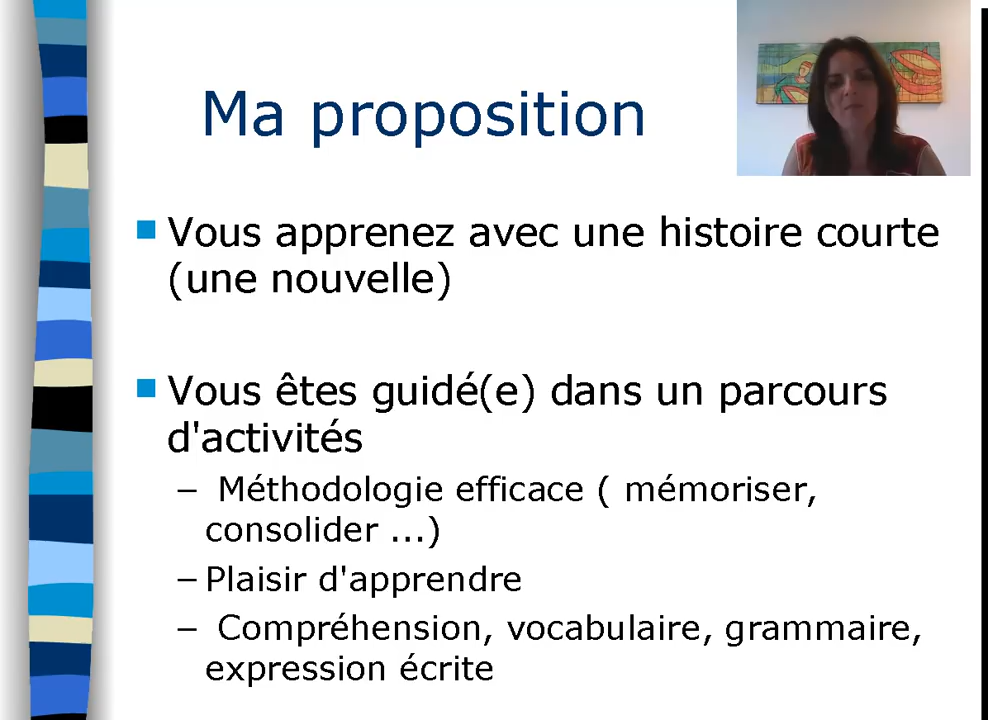 Ma proposition
Vous apprenez avec une histoire courte
(une nouvelle)
Vous êtes guidé(e) dans un parcours
d'activités
– Méthodologie efficace ( mémoriser,
consolider ...)
– Plaisir d'apprendre
– Compréhension, vocabulaire, grammaire,
expression écrite